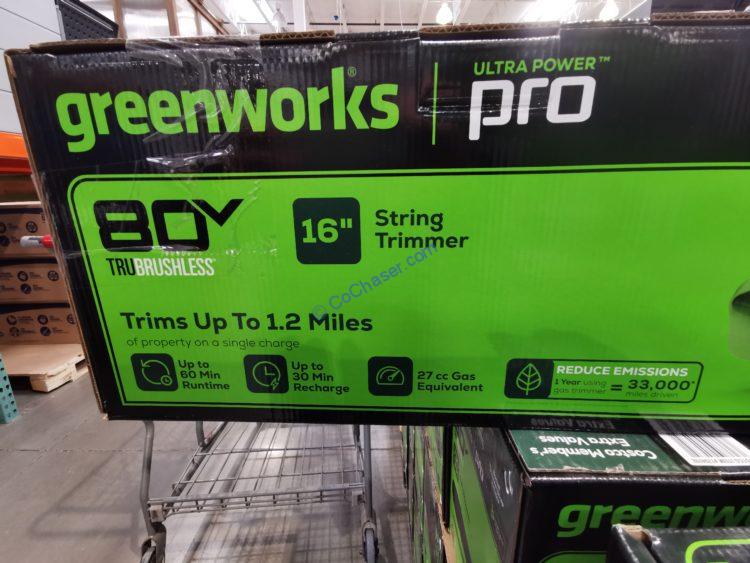 greenworks®
ULTRA POWER™
pro
80V
TRUBRUSHLESS™
16"
String
Trimmer
© CoChaser.com
Trims Up To 1.2 Miles
of property on a single charge
Up to
60 Min
Runtime
Up to
30 Min
Recharge
27 cc Gas
Equivalent
REDUCE EMISSIONS
1 Year using
gas trimmer
= 33,000*
miles driven
Costco Member's
Extra Values
greenwork